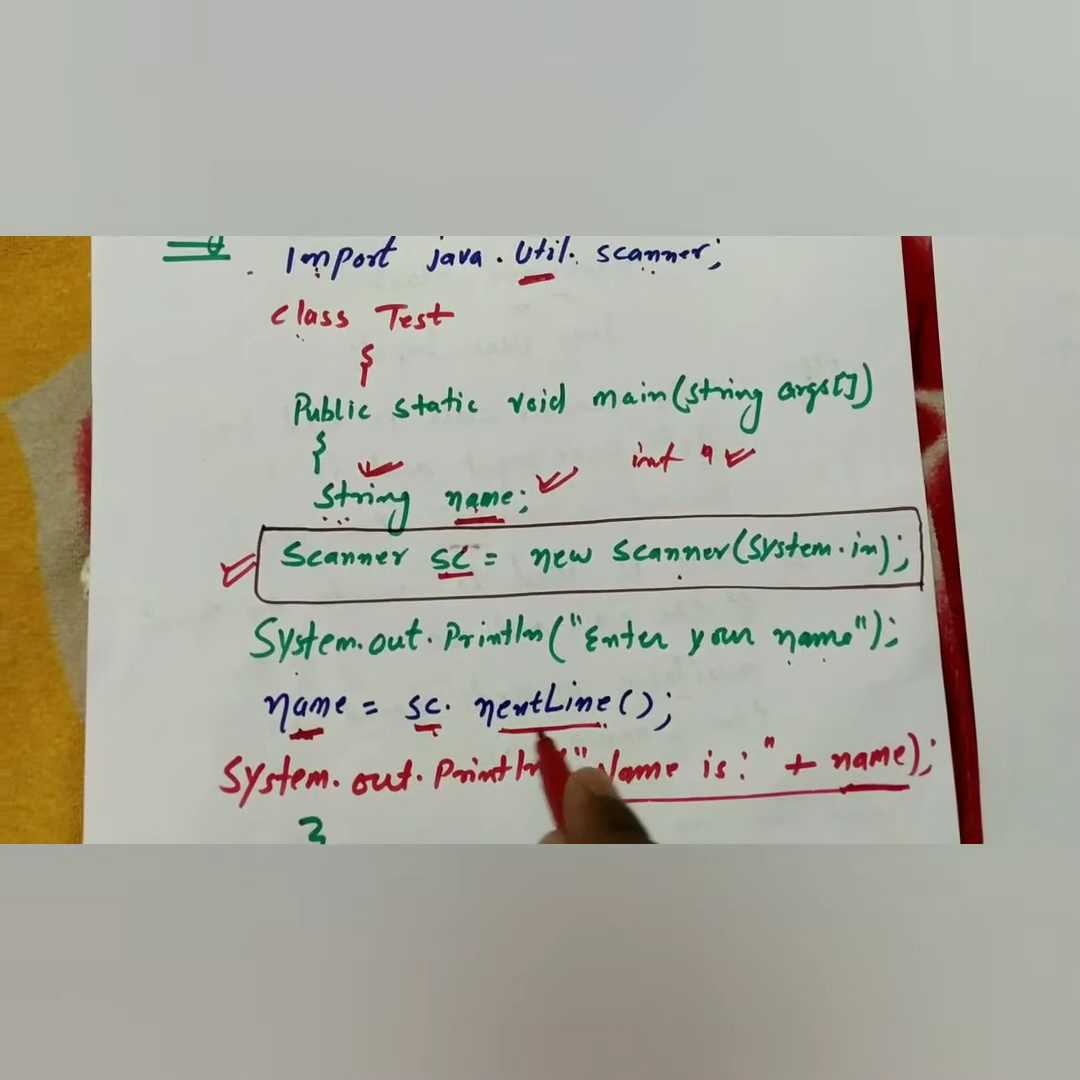 Import java.util.scanner;
class Test
{
Public static void main(string args[])
{
int a
String name;
Scanner sc = new Scanner(System.in);
System.out.Println("Enter your name");
name = sc. nextLine();
System.out.Println("Name is:" + name);
}